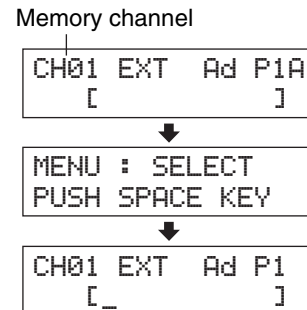 Memory channel
CH01 EXT Ad P1A
[ ]
MENU : SELECT
PUSH SPACE KEY
CH01 EXT Ad P1
[_ ]